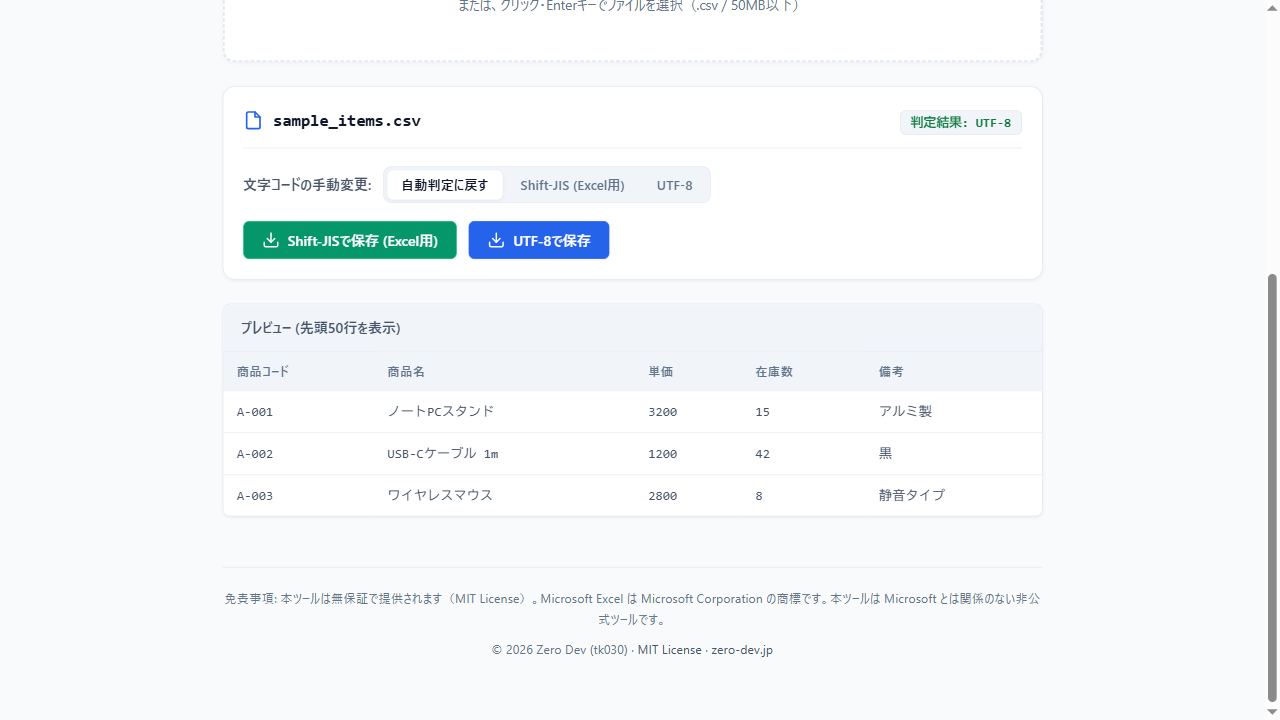 または、クリック・Enterキーでファイルを選択（.csv / 50MB以下）
sample_items.csv
判定結果: UTF-8
文字コードの手動変更:
自動判定に戻す
Shift-JIS (Excel用)
UTF-8
Shift-JISで保存 (Excel用)
UTF-8で保存
プレビュー (先頭50行を表示)
商品コード 商品名 単価 在庫数 備考
A-001 ノートPCスタンド 3200 15 アルミ製
A-002 USB-Cケーブル 1m 1200 42 黒
A-003 ワイヤレスマウス 2800 8 静音タイプ
免責事項: 本ツールは無保証で提供されます（MIT License）。Microsoft Excel は Microsoft Corporation の商標です。本ツールは Microsoft とは関係のない非公
式ツールです。
© 2026 Zero Dev (tk030) · MIT License · zero-dev.jp